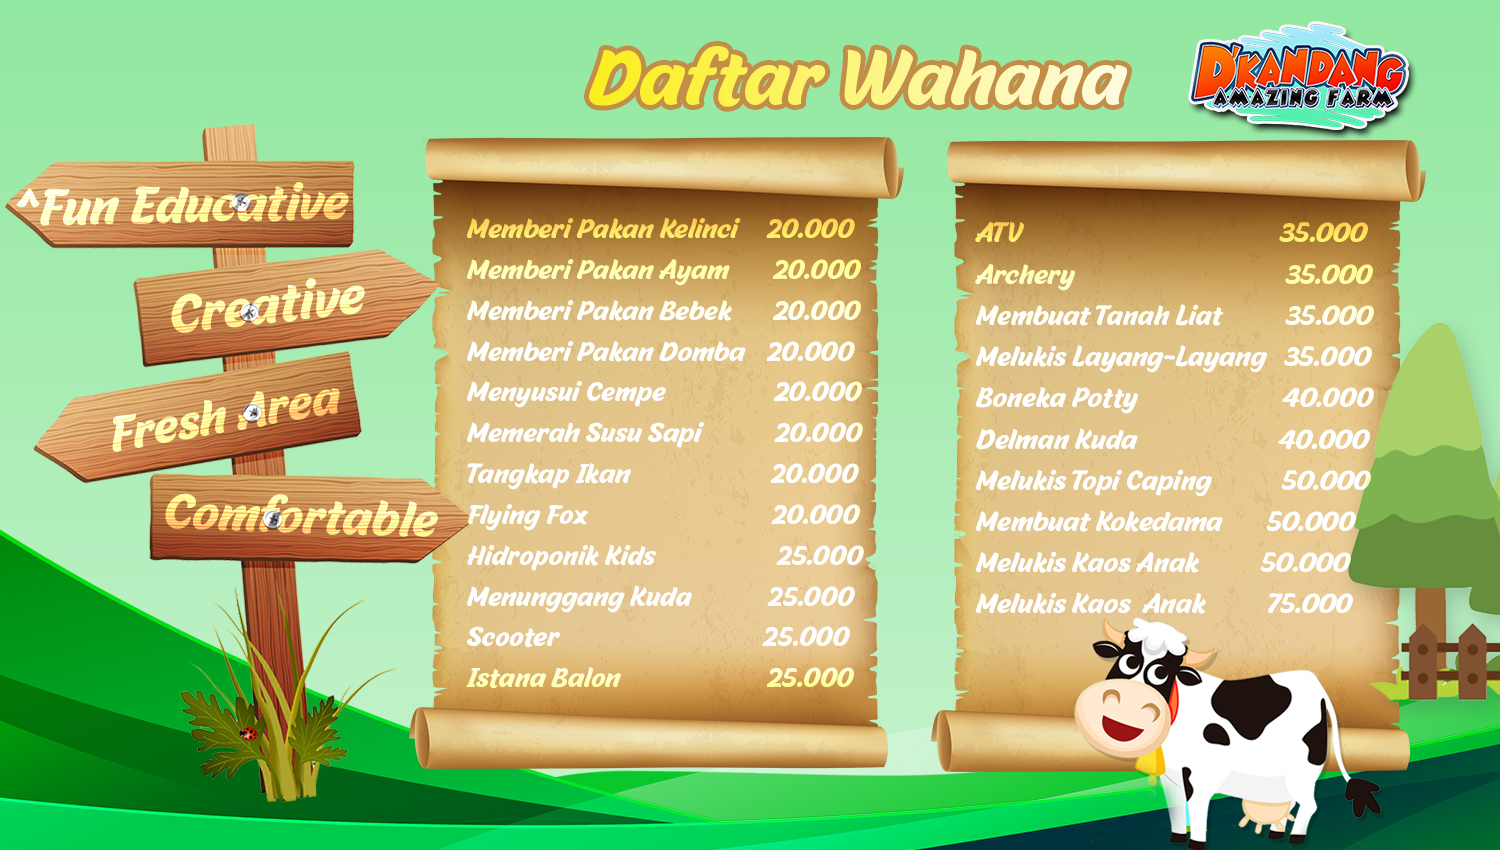 Daftar Wahana
D'KANDANG
AMAZING FARM
^Fun Educative
Creative
Fresh Area
Comfortable
Memberi Pakan Kelinci 20.000
Memberi Pakan Ayam 20.000
Memberi Pakan Bebek 20.000
Memberi Pakan Domba 20.000
Menyusui Cempe 20.000
Memerah Susu Sapi 20.000
Tangkap Ikan 20.000
Flying Fox 20.000
Hidroponik Kids 25.000
Menunggang Kuda 25.000
Scooter 25.000
Istana Balon 25.000
ATV 35.000
Archery 35.000
Membuat Tanah Liat 35.000
Melukis Layang-Layang 35.000
Boneka Potty 40.000
Delman Kuda 40.000
Melukis Topi Caping 50.000
Membuat Kokedama 50.000
Melukis Kaos Anak 50.000
Melukis Kaos Anak 75.000